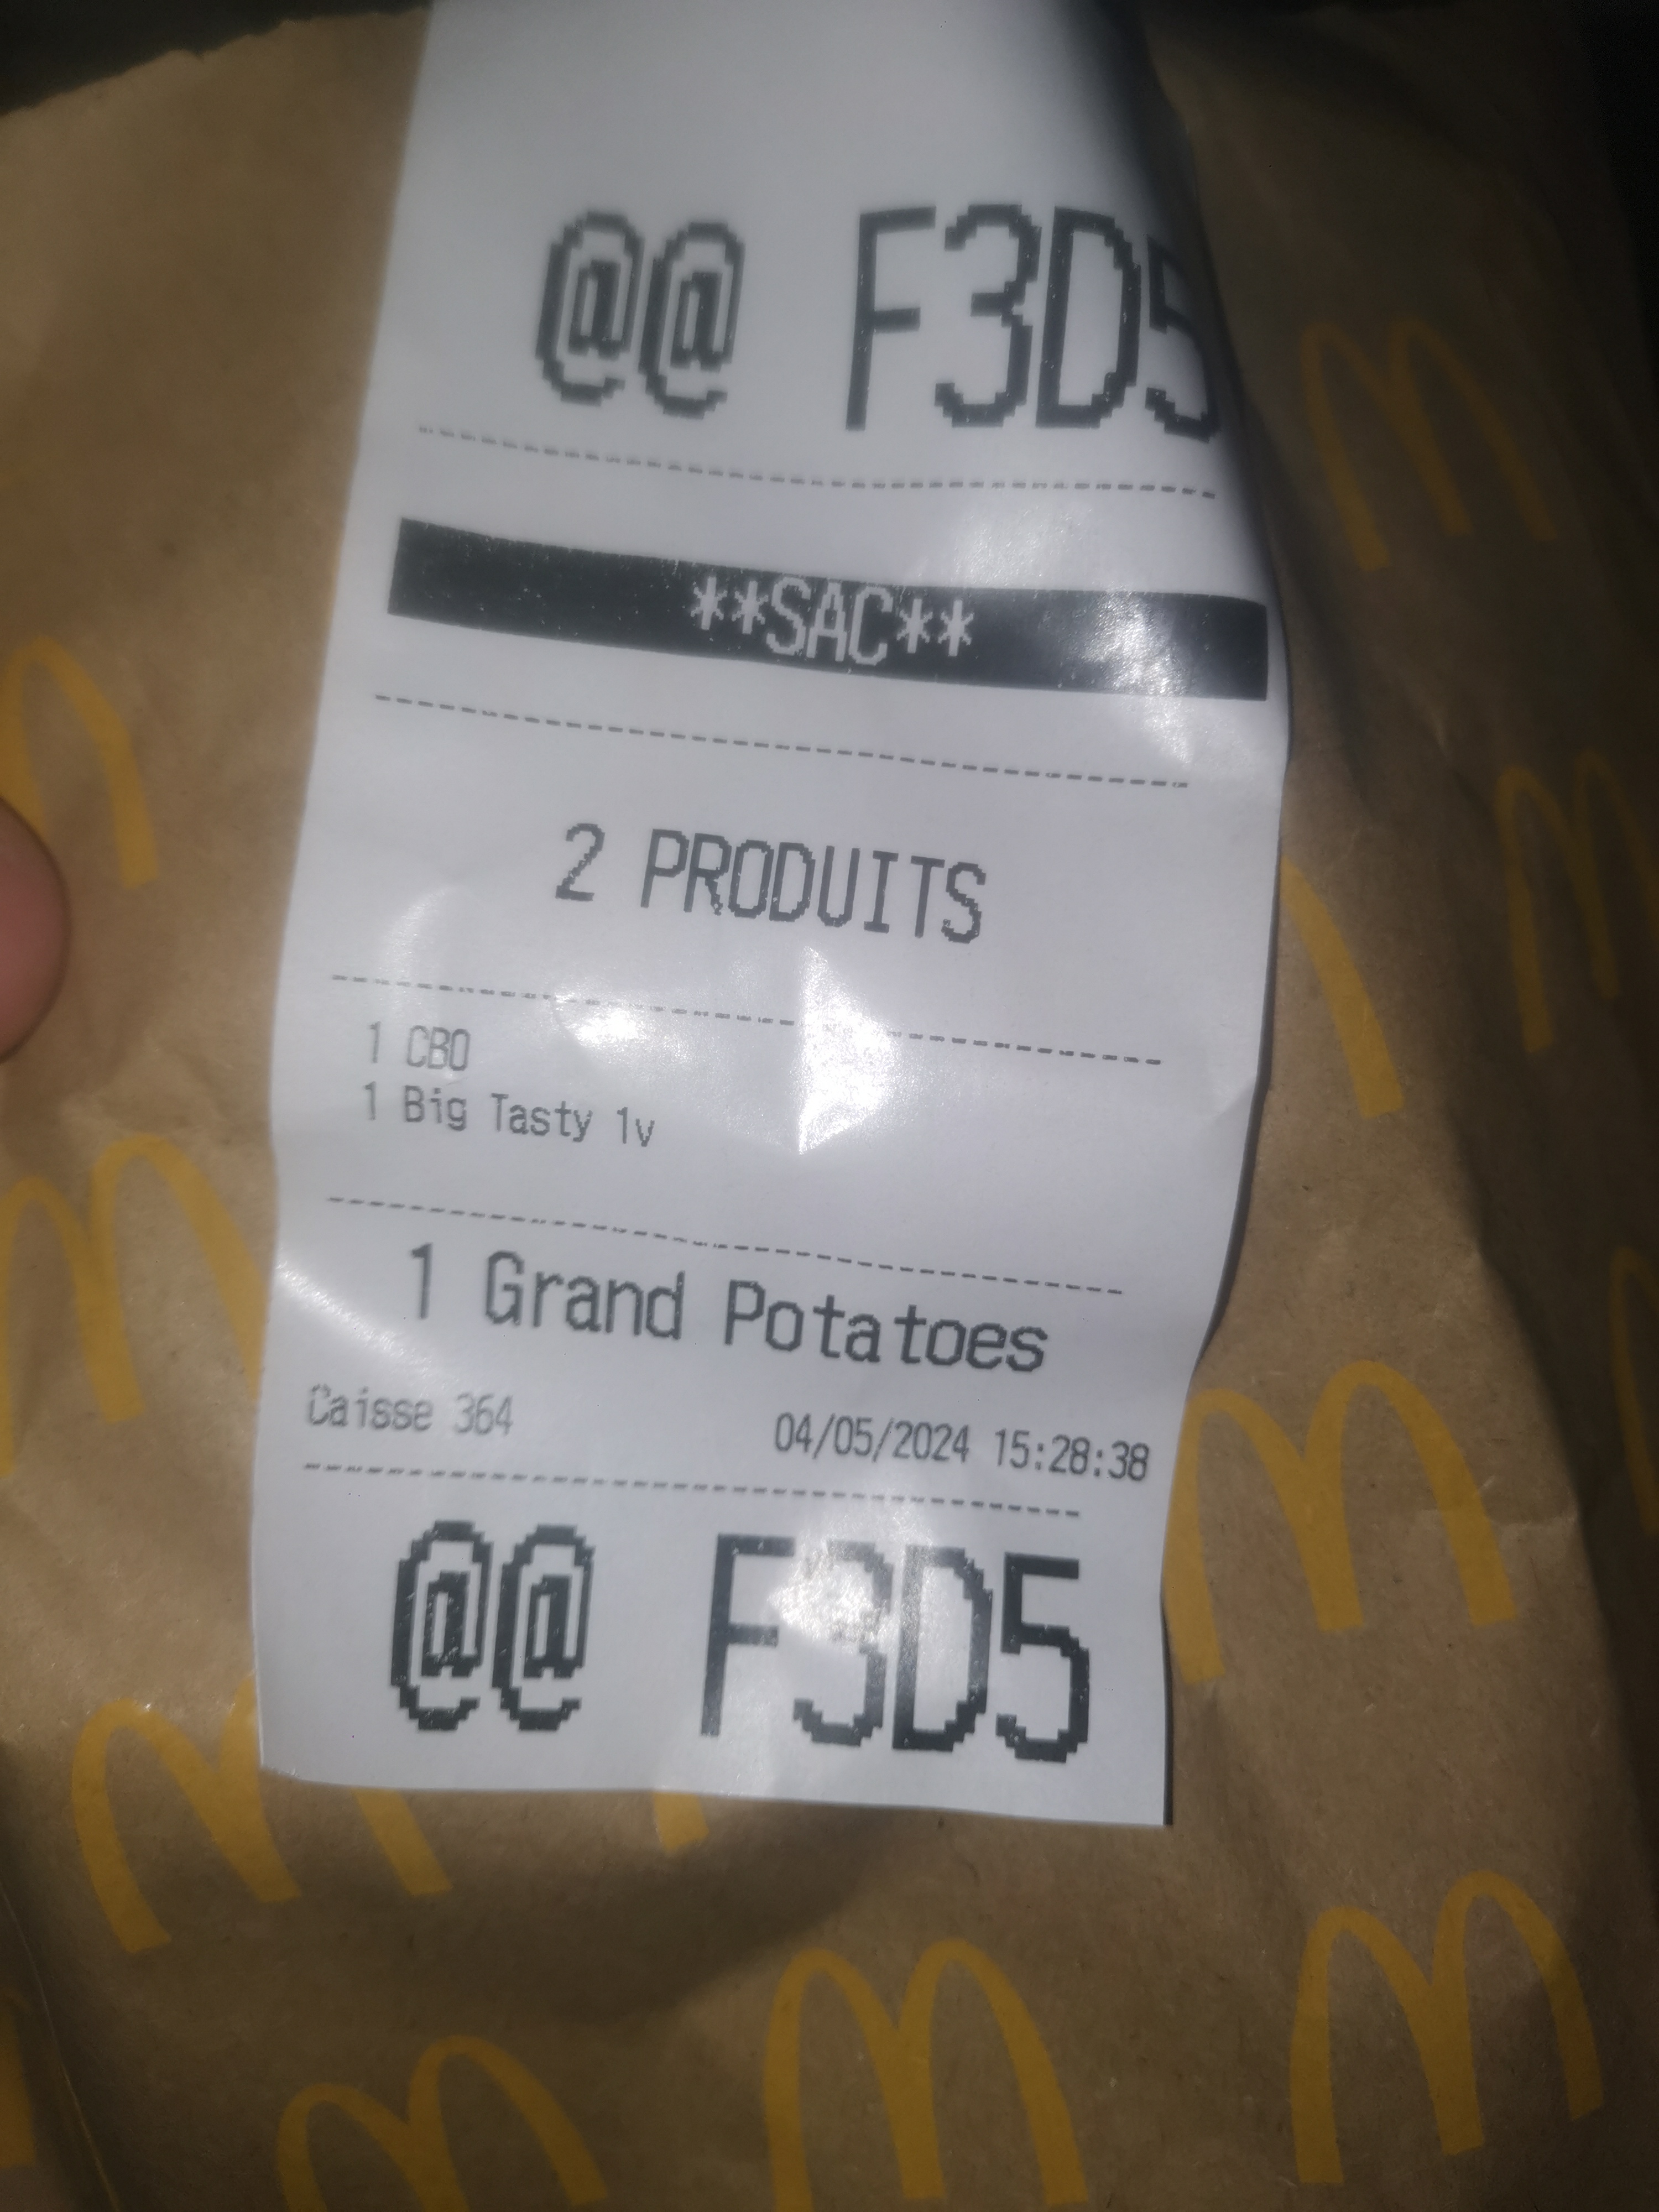 @@ F3D5
**SAC**
2 PRODUITS
1 CBO
1 Big Tasty 1v
1 Grand Potatoes
Caisse 364 04/05/2024 15:28:38
@@ F3D5